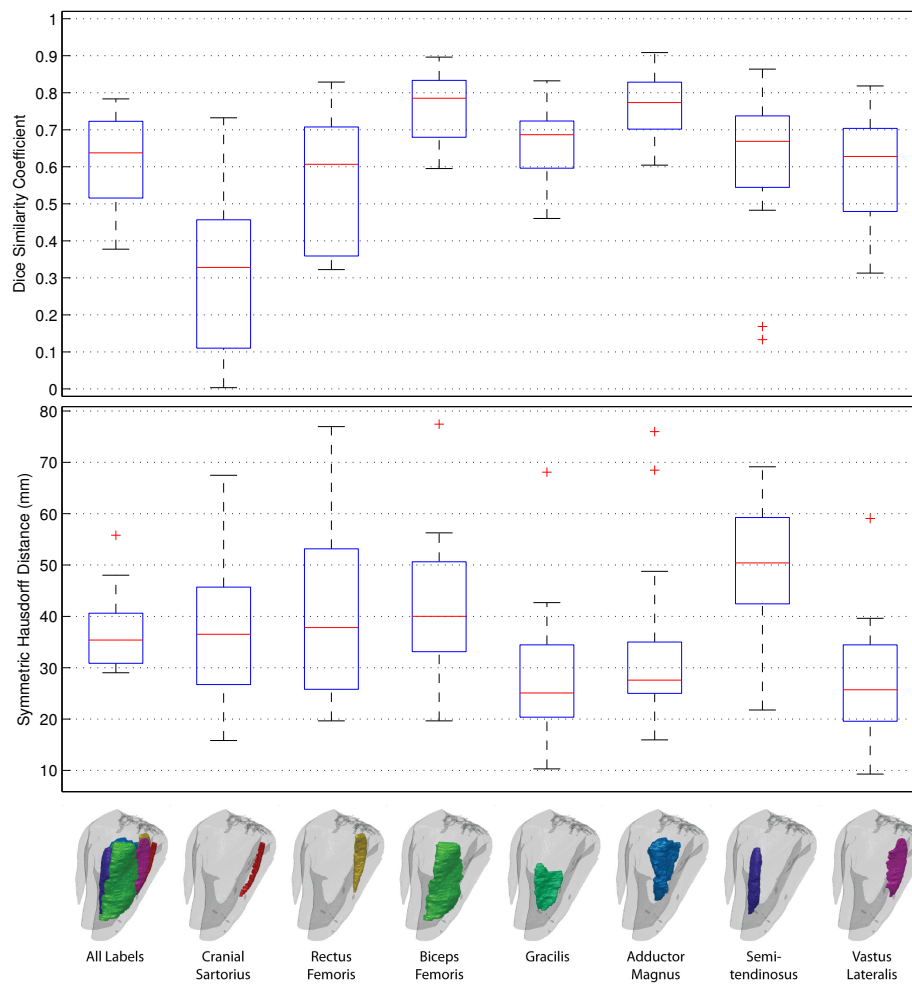 1
0.9
0.8
0.7
0.6
0.5
0.4
0.3
0.2
0.1
0
Dice Similarity Coefficient
80
70
60
50
40
30
20
10
Symmetric Hausdorff Distance (mm)
All Labels
Cranial
Sartorius
Rectus
Femoris
Biceps
Femoris
Gracilis
Adductor
Magnus
Semi-
tendinosus
Vastus
Lateralis